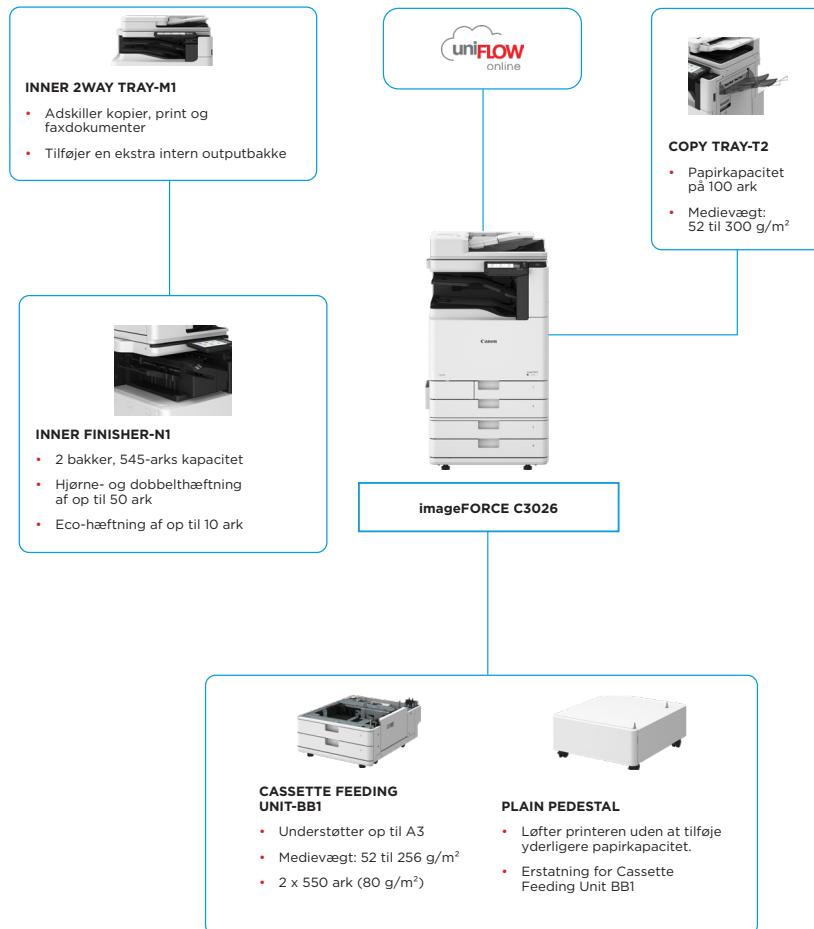 INNER 2WAY TRAY-M1
• Adskiller kopier, print og
faxdokumenter
• Tilføjer en ekstra intern outputbakke
uniFLOW
online
COPY TRAY-T2
• Papirkapacitet
på 100 ark
• Medievægt:
52 til 300 g/m²
Canon
INNER FINISHER-N1
• 2 bakker, 545-arks kapacitet
• Hjørne- og dobbelthæftning
af op til 50 ark
• Eco-hæftning af op til 10 ark
imageFORCE C3026
CASSETTE FEEDING
UNIT-BB1
• Understøtter op til A3
• Medievægt: 52 til 256 g/m²
• 2 x 550 ark (80 g/m²)
PLAIN PEDESTAL
• Løfter printeren uden at tilføje
yderligere papirkapacitet.
• Erstatning for Cassette
Feeding Unit BB1